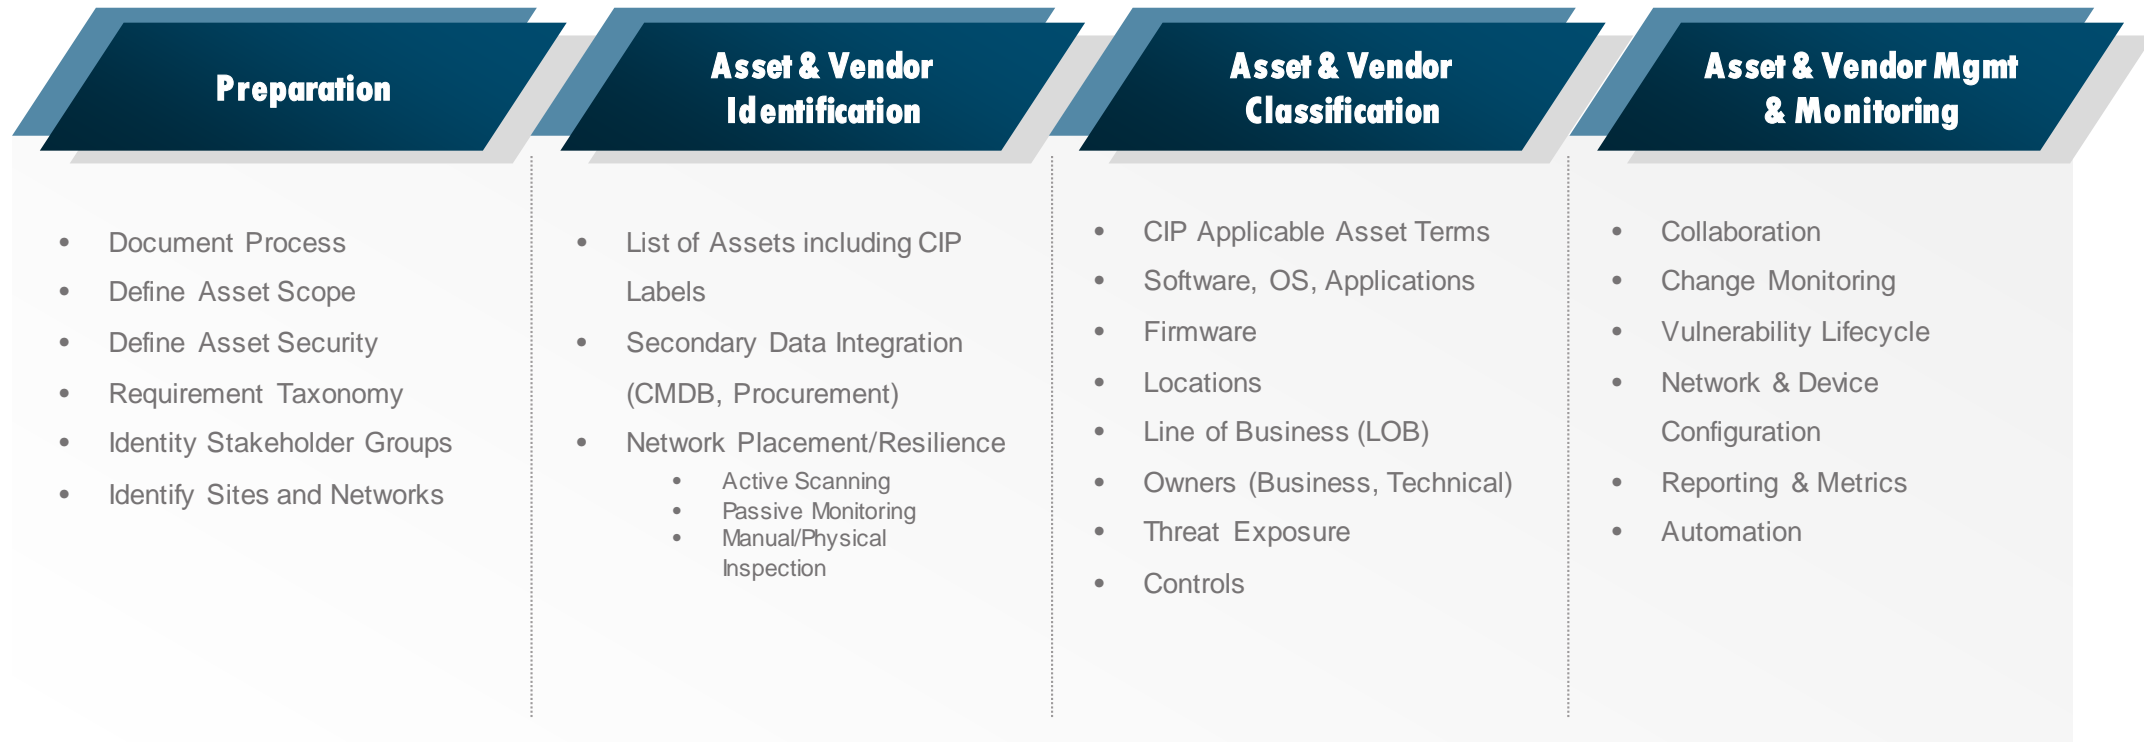 Preparation
• Document Process
• Define Asset Scope
• Define Asset Security
• Requirement Taxonomy
• Identity Stakeholder Groups
• Identify Sites and Networks
Asset & Vendor
Identification
• List of Assets including CIP
Labels
• Secondary Data Integration
(CMDB, Procurement)
• Network Placement/Resilience
• Active Scanning
• Passive Monitoring
• Manual/Physical
Inspection
Asset & Vendor
Classification
• CIP Applicable Asset Terms
• Software, OS, Applications
• Firmware
• Locations
• Line of Business (LOB)
• Owners (Business, Technical)
• Threat Exposure
• Controls
Asset & Vendor Mgmt
& Monitoring
• Collaboration
• Change Monitoring
• Vulnerability Lifecycle
• Network & Device
Configuration
• Reporting & Metrics
• Automation